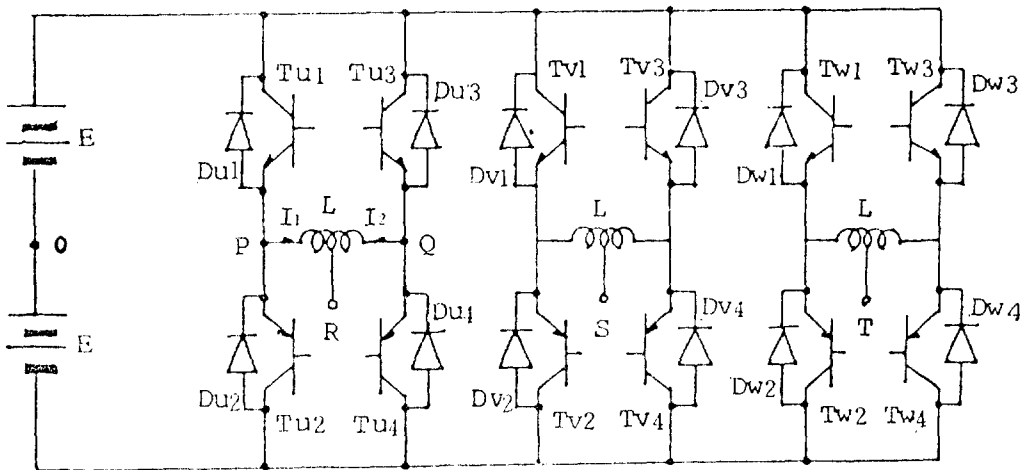 Tu1 Tu3 Tv1 Tv3 Tw1 Tw3
Du3 Dv3 Dw3
E
Du1 Dv1 Dw1
I1 L I2 L L
P Q
O
R S T
Du4 Dv4 Dw4
E
Du2 Dv2 Dw2
Tu2 Tu4 Tv2 Tv4 Tw2 Tw4